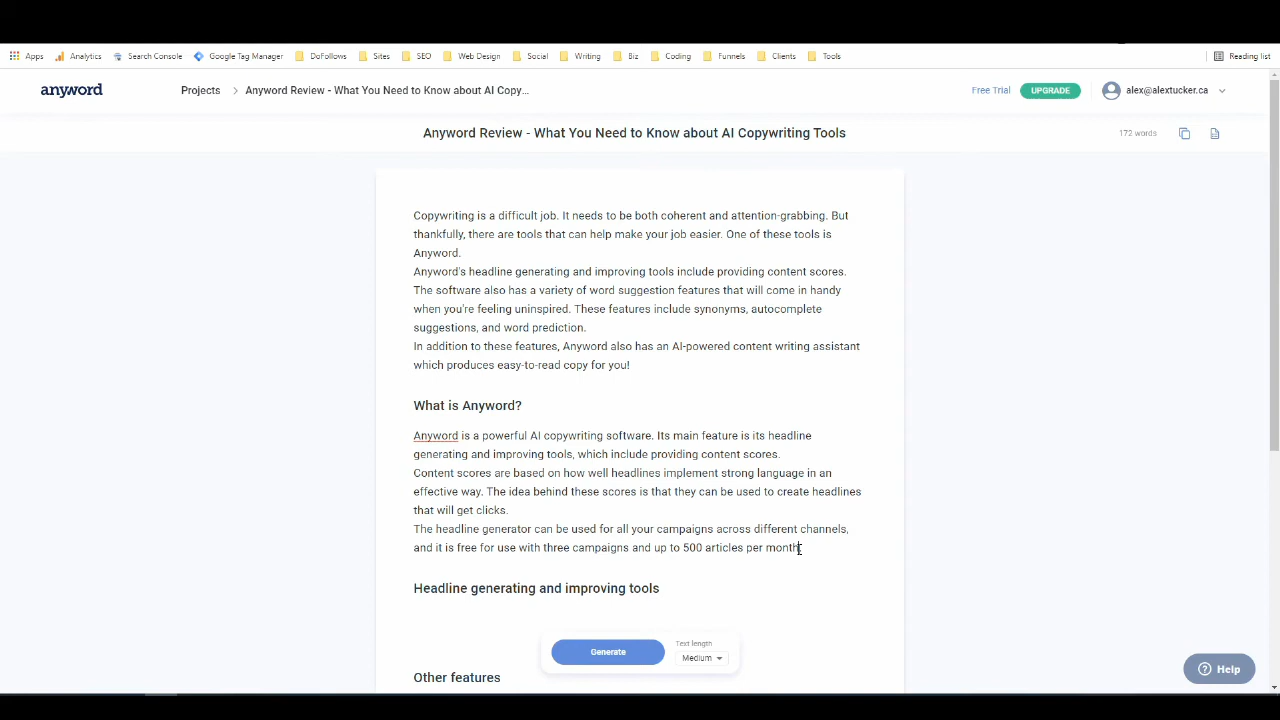 Apps Analytics Search Console Google Tag Manager DoFollows Sites SEO Web Design Social Writing Biz Coding Funnels Clients Tools Reading list
anyword Projects Anyword Review - What You Need to Know about AI Copy... Free Trial UPGRADE alex@alextucker.ca
Anyword Review - What You Need to Know about AI Copywriting Tools 172 words
Copywriting is a difficult job. It needs to be both coherent and attention-grabbing. But
thankfully, there are tools that can help make your job easier. One of these tools is
Anyword.
Anyword's headline generating and improving tools include providing content scores.
The software also has a variety of word suggestion features that will come in handy
when you're feeling uninspired. These features include synonyms, autocomplete
suggestions, and word prediction.
In addition to these features, Anyword also has an AI-powered content writing assistant
which produces easy-to-read copy for you!
What is Anyword?
Anyword is a powerful AI copywriting software. Its main feature is its headline
generating and improving tools, which include providing content scores.
Content scores are based on how well headlines implement strong language in an
effective way. The idea behind these scores is that they can be used to create headlines
that will get clicks.
The headline generator can be used for all your campaigns across different channels,
and it is free for use with three campaigns and up to 500 articles per month
Headline generating and improving tools
Text length
Generate Medium
Help
Other features